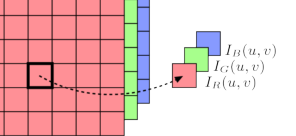 I_B(u, v)
I_G(u, v)
I_R(u, v)